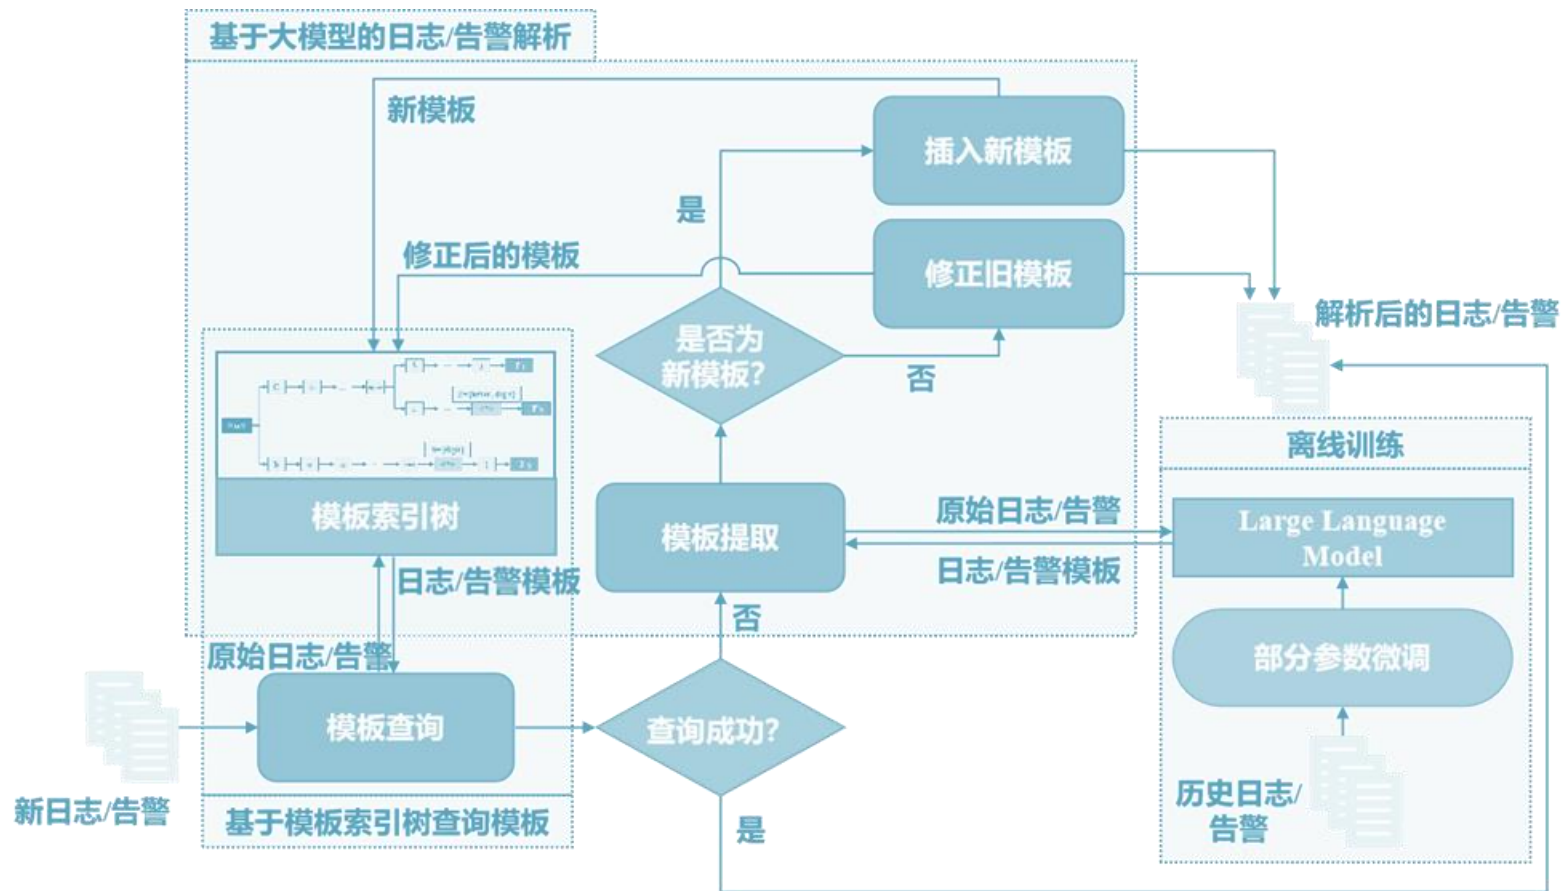 基于大模型的日志/告警解析
新模板
插入新模板
是
修正后的模板
修正旧模板
是否为
新模板?
否
解析后的日志/告警
离线训练
模板索引树
模板提取
原始日志/告警
日志/告警模板
Large Language
Model
日志/告警模板
否
原始日志/告警
部分参数微调
模板查询
查询成功?
新日志/告警
历史日志/
告警
基于模板索引树查询模板
是